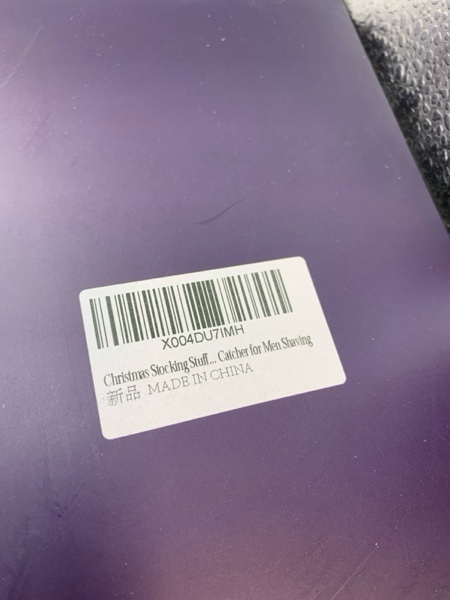 X004DU7IMH
Christmas Stocking Stuff... Catcher for Men Shaving
新品 MADE IN CHINA